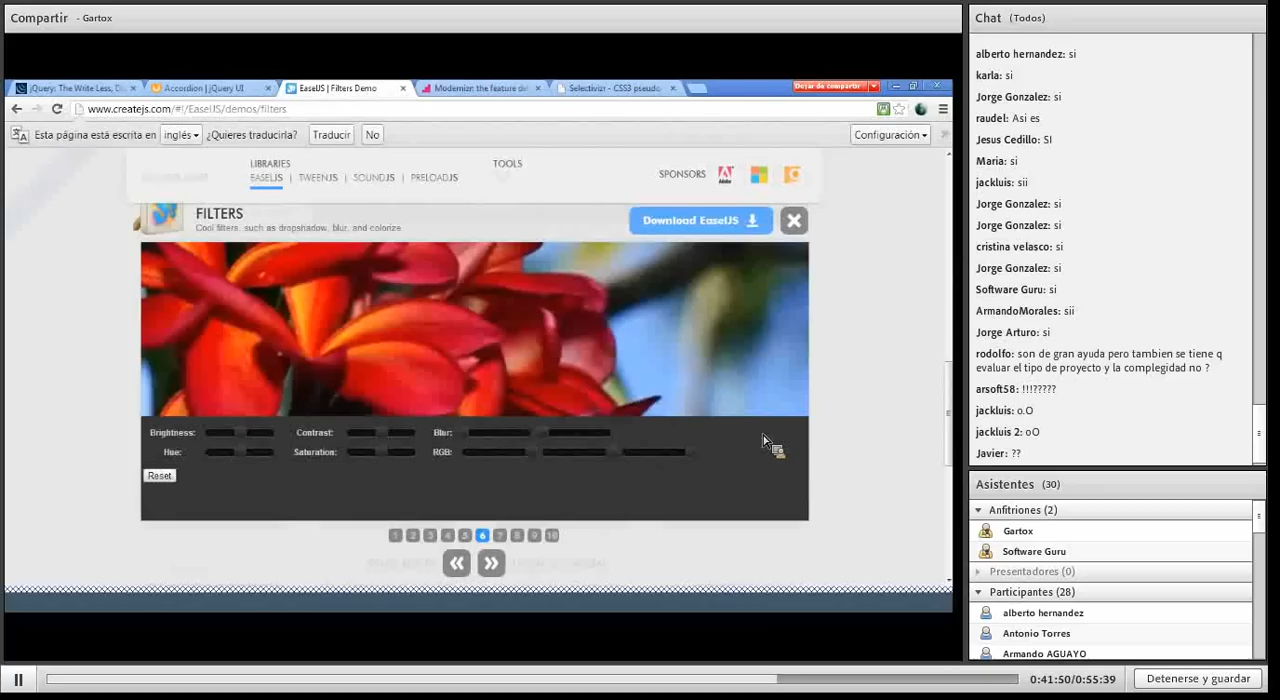 Compartir - Gartox
jQuery: The Write Less, D...
Accordion | jQuery UI
EaselJS | Filters Demo
Modernizr: the feature det
Selectivizr - CSS3 pseudo-
Dejar de compartir
www.createjs.com/#!/EaselJS/demos/filters
Esta página está escrita en inglés ¿Quieres traducirla? Traducir No Configuración
LIBRARIES
TOOLS
EASELJS | TWEENJS | SOUNDJS | PRELOADJS
SPONSORS
FILTERS
Cool filters, such as dropshadow, blur, and colorize
Download EaselJS
Brightness: Contrast: Blur:
Hue: Saturation: RGB:
Reset
1 2 3 4 5 6 7 8 9 10
Chat (Todos)
alberto hernandez: si
karla: si
Jorge Gonzalez: si
raudel: Asi es
Jesus Cedillo: SI
Maria: si
jackluis: sii
Jorge Gonzalez: si
Jorge Gonzalez: si
cristina velasco: si
Jorge Gonzalez: si
Software Guru: si
ArmandoMorales: sii
Jorge Arturo: si
rodolfo: son de gran ayuda pero tambien se tiene q
evaluar el tipo de proyecto y la complegidad no ?
arsoft58: !!!?????
jackluis: o.O
jackluis 2: oO
Javier: ??
Asistentes (30)
Anfitriones (2)
Gartox
Software Guru
Presentadores (0)
Participantes (28)
alberto hernandez
Antonio Torres
Armando AGUAYO
0:41:50/0:55:39
Detenerse y guardar